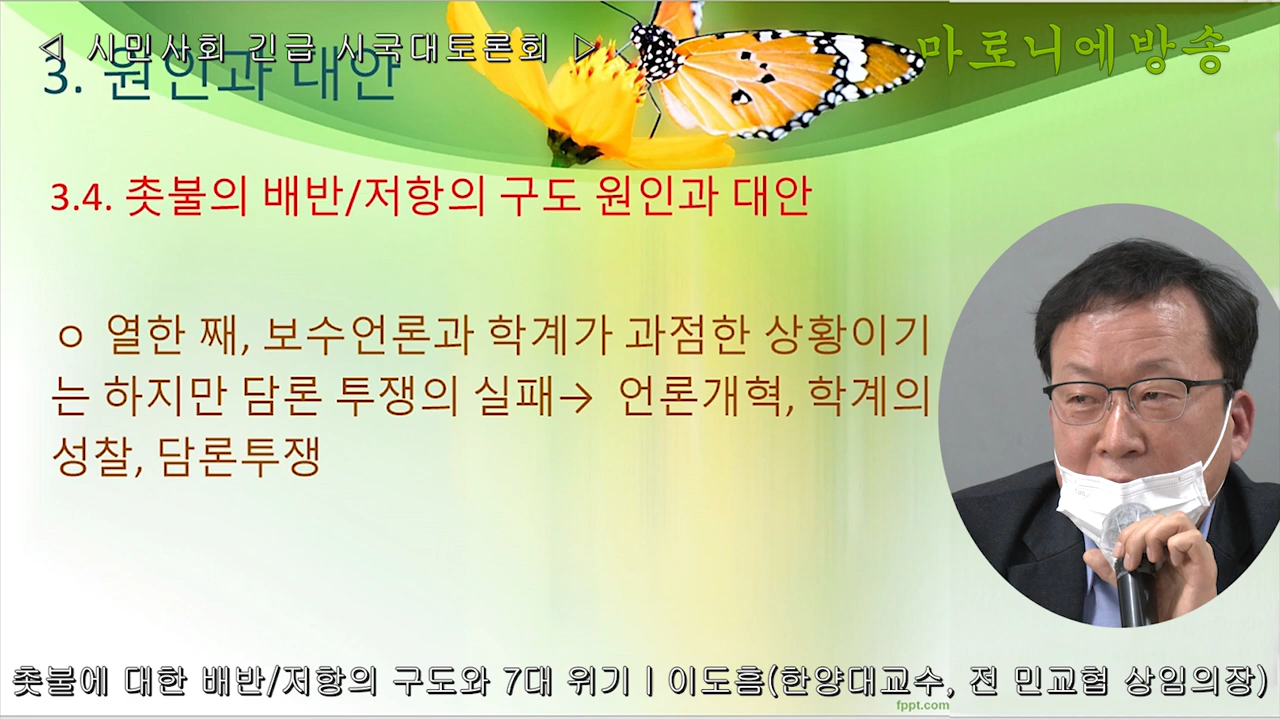 ◁ 시민사회 긴급 시국대토론회 ▷
마로니에방송
3. 원인과 대안
3.4. 촛불의 배반/저항의 구도 원인과 대안
ㅇ 열한 째, 보수언론과 학계가 과점한 상황이기
는 하지만 담론 투쟁의 실패→ 언론개혁, 학계의
성찰, 담론투쟁
촛불에 대한 배반/저항의 구도와 7대 위기ㅣ이도흠(한양대교수, 전 민교협 상임의장)
fppt.com